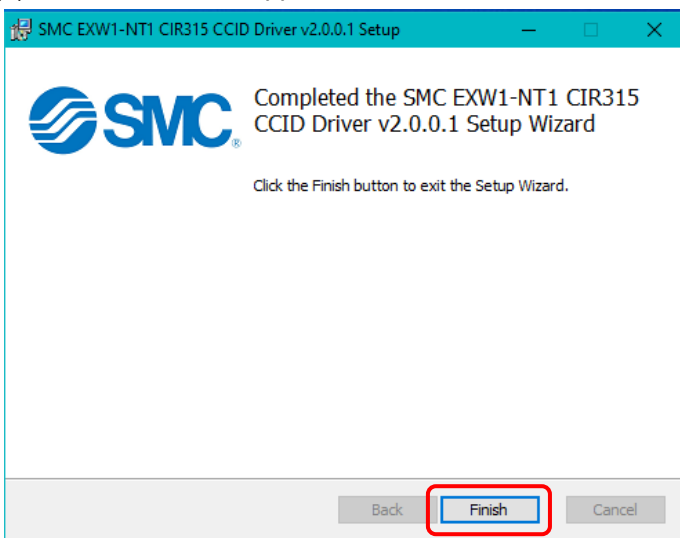 SMC EXW1-NT1 CIR315 CCID Driver v2.0.0.1 Setup
SMC®
Completed the SMC EXW1-NT1 CIR315
CCID Driver v2.0.0.1 Setup Wizard
Click the Finish button to exit the Setup Wizard.
Back Finish Cancel